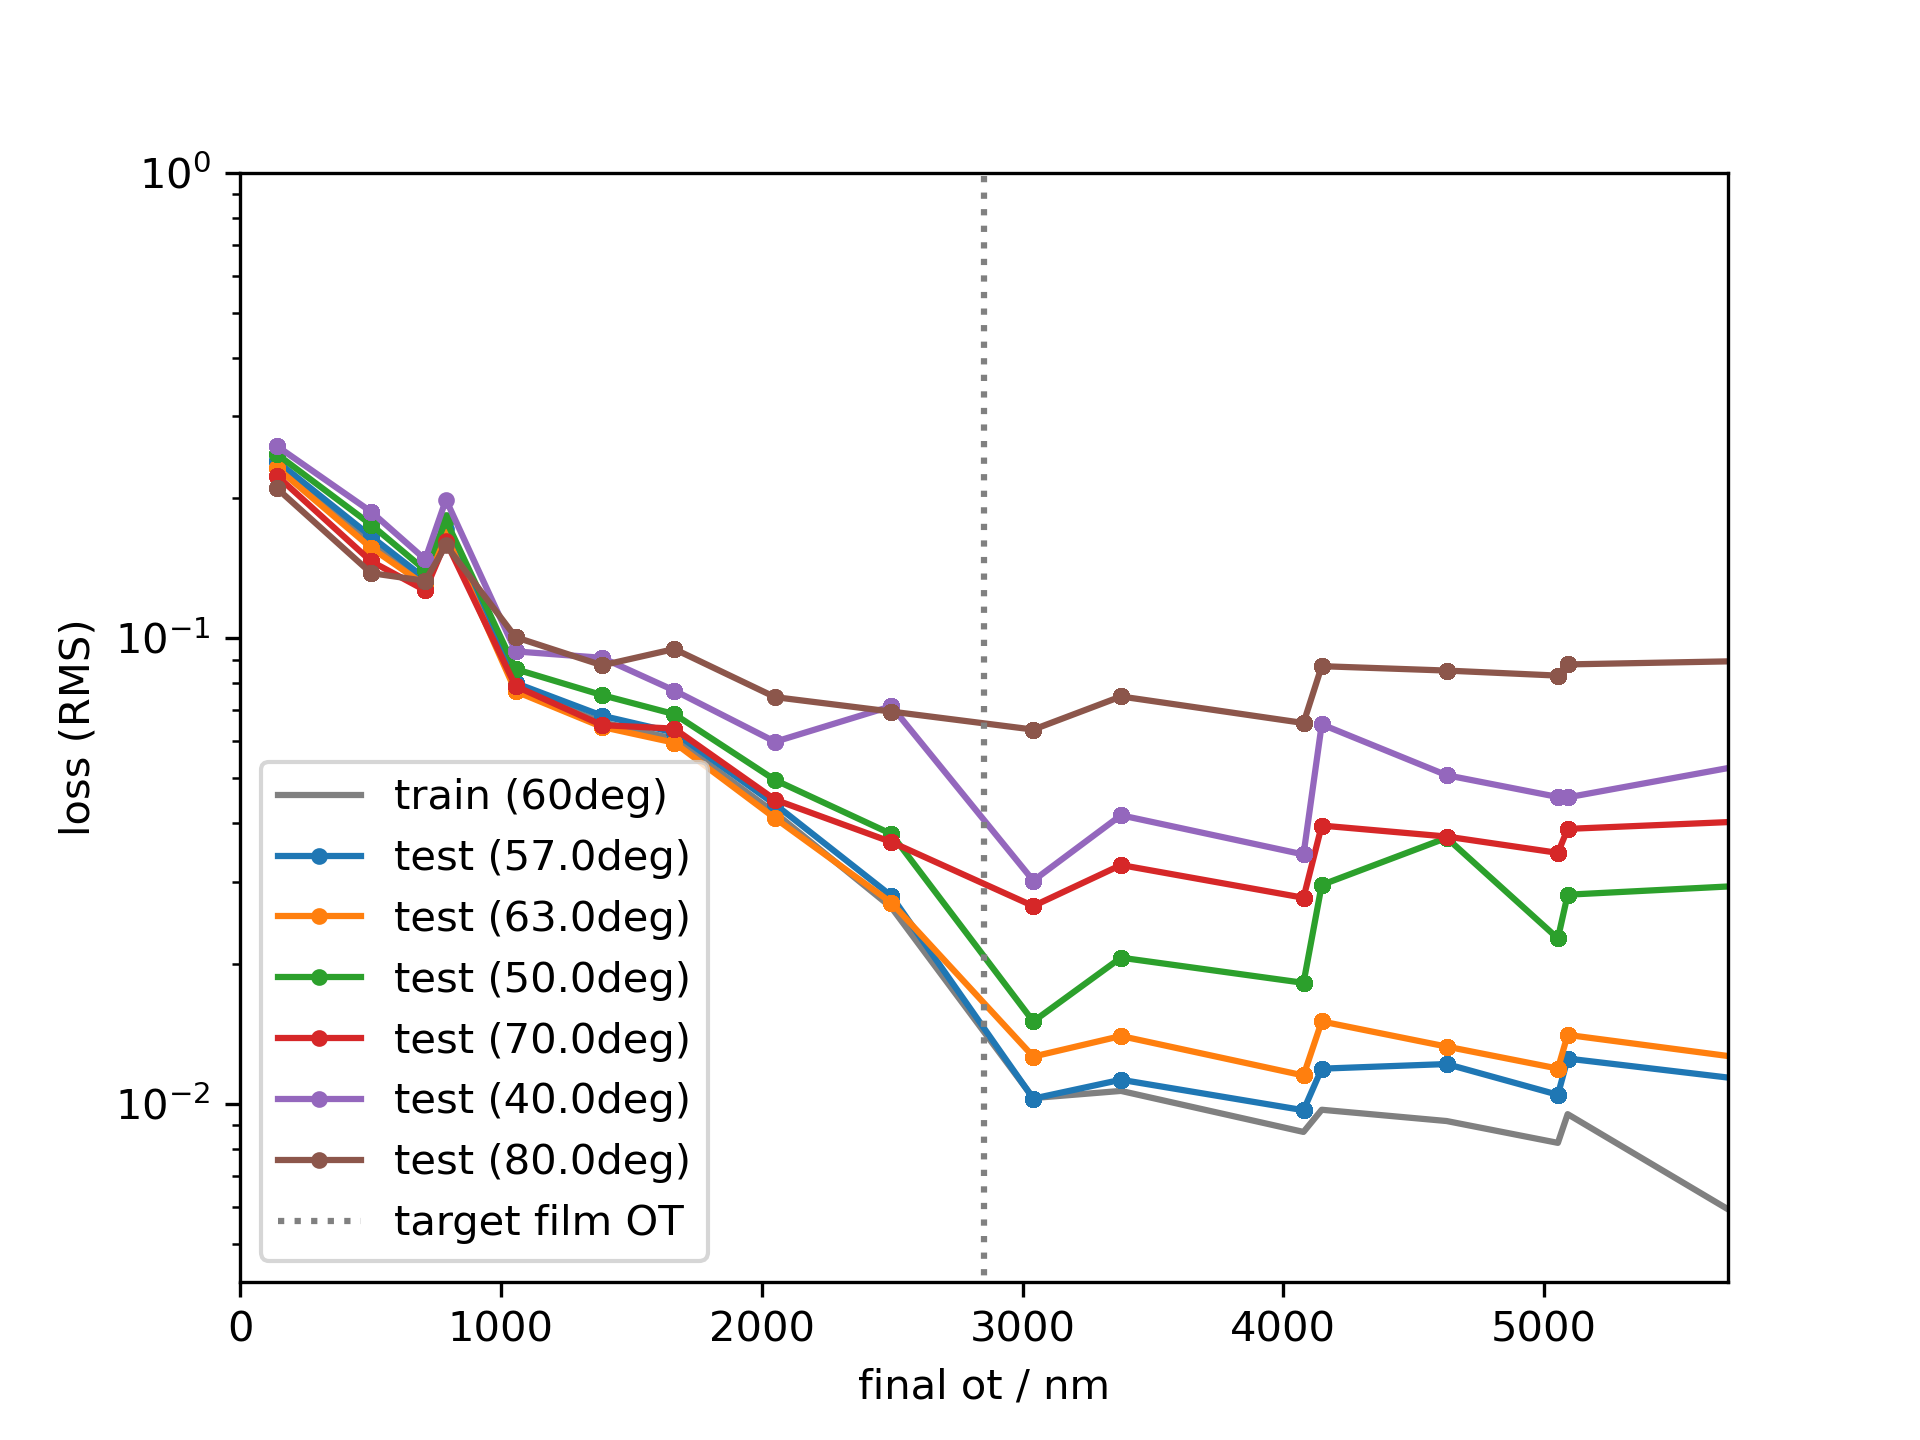 10⁰
10⁻¹
10⁻²
loss (RMS)
train (60deg)
test (57.0deg)
test (63.0deg)
test (50.0deg)
test (70.0deg)
test (40.0deg)
test (80.0deg)
target film OT
0 1000 2000 3000 4000 5000
final ot / nm